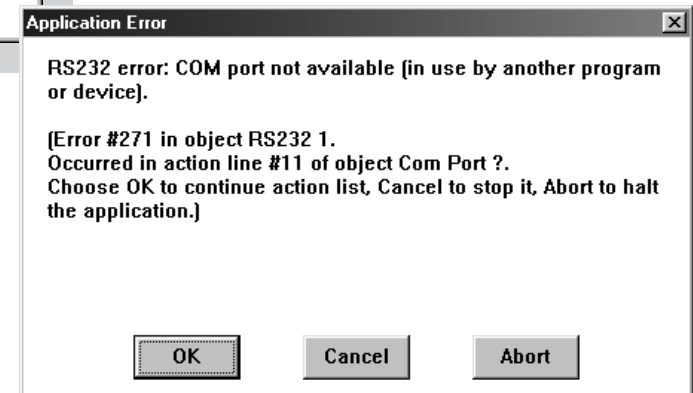 Application Error
RS232 error: COM port not available (in use by another program
or device).
(Error #271 in object RS232 1.
Occurred in action line #11 of object Com Port ?.
Choose OK to continue action list, Cancel to stop it, Abort to halt
the application.)
OK Cancel Abort